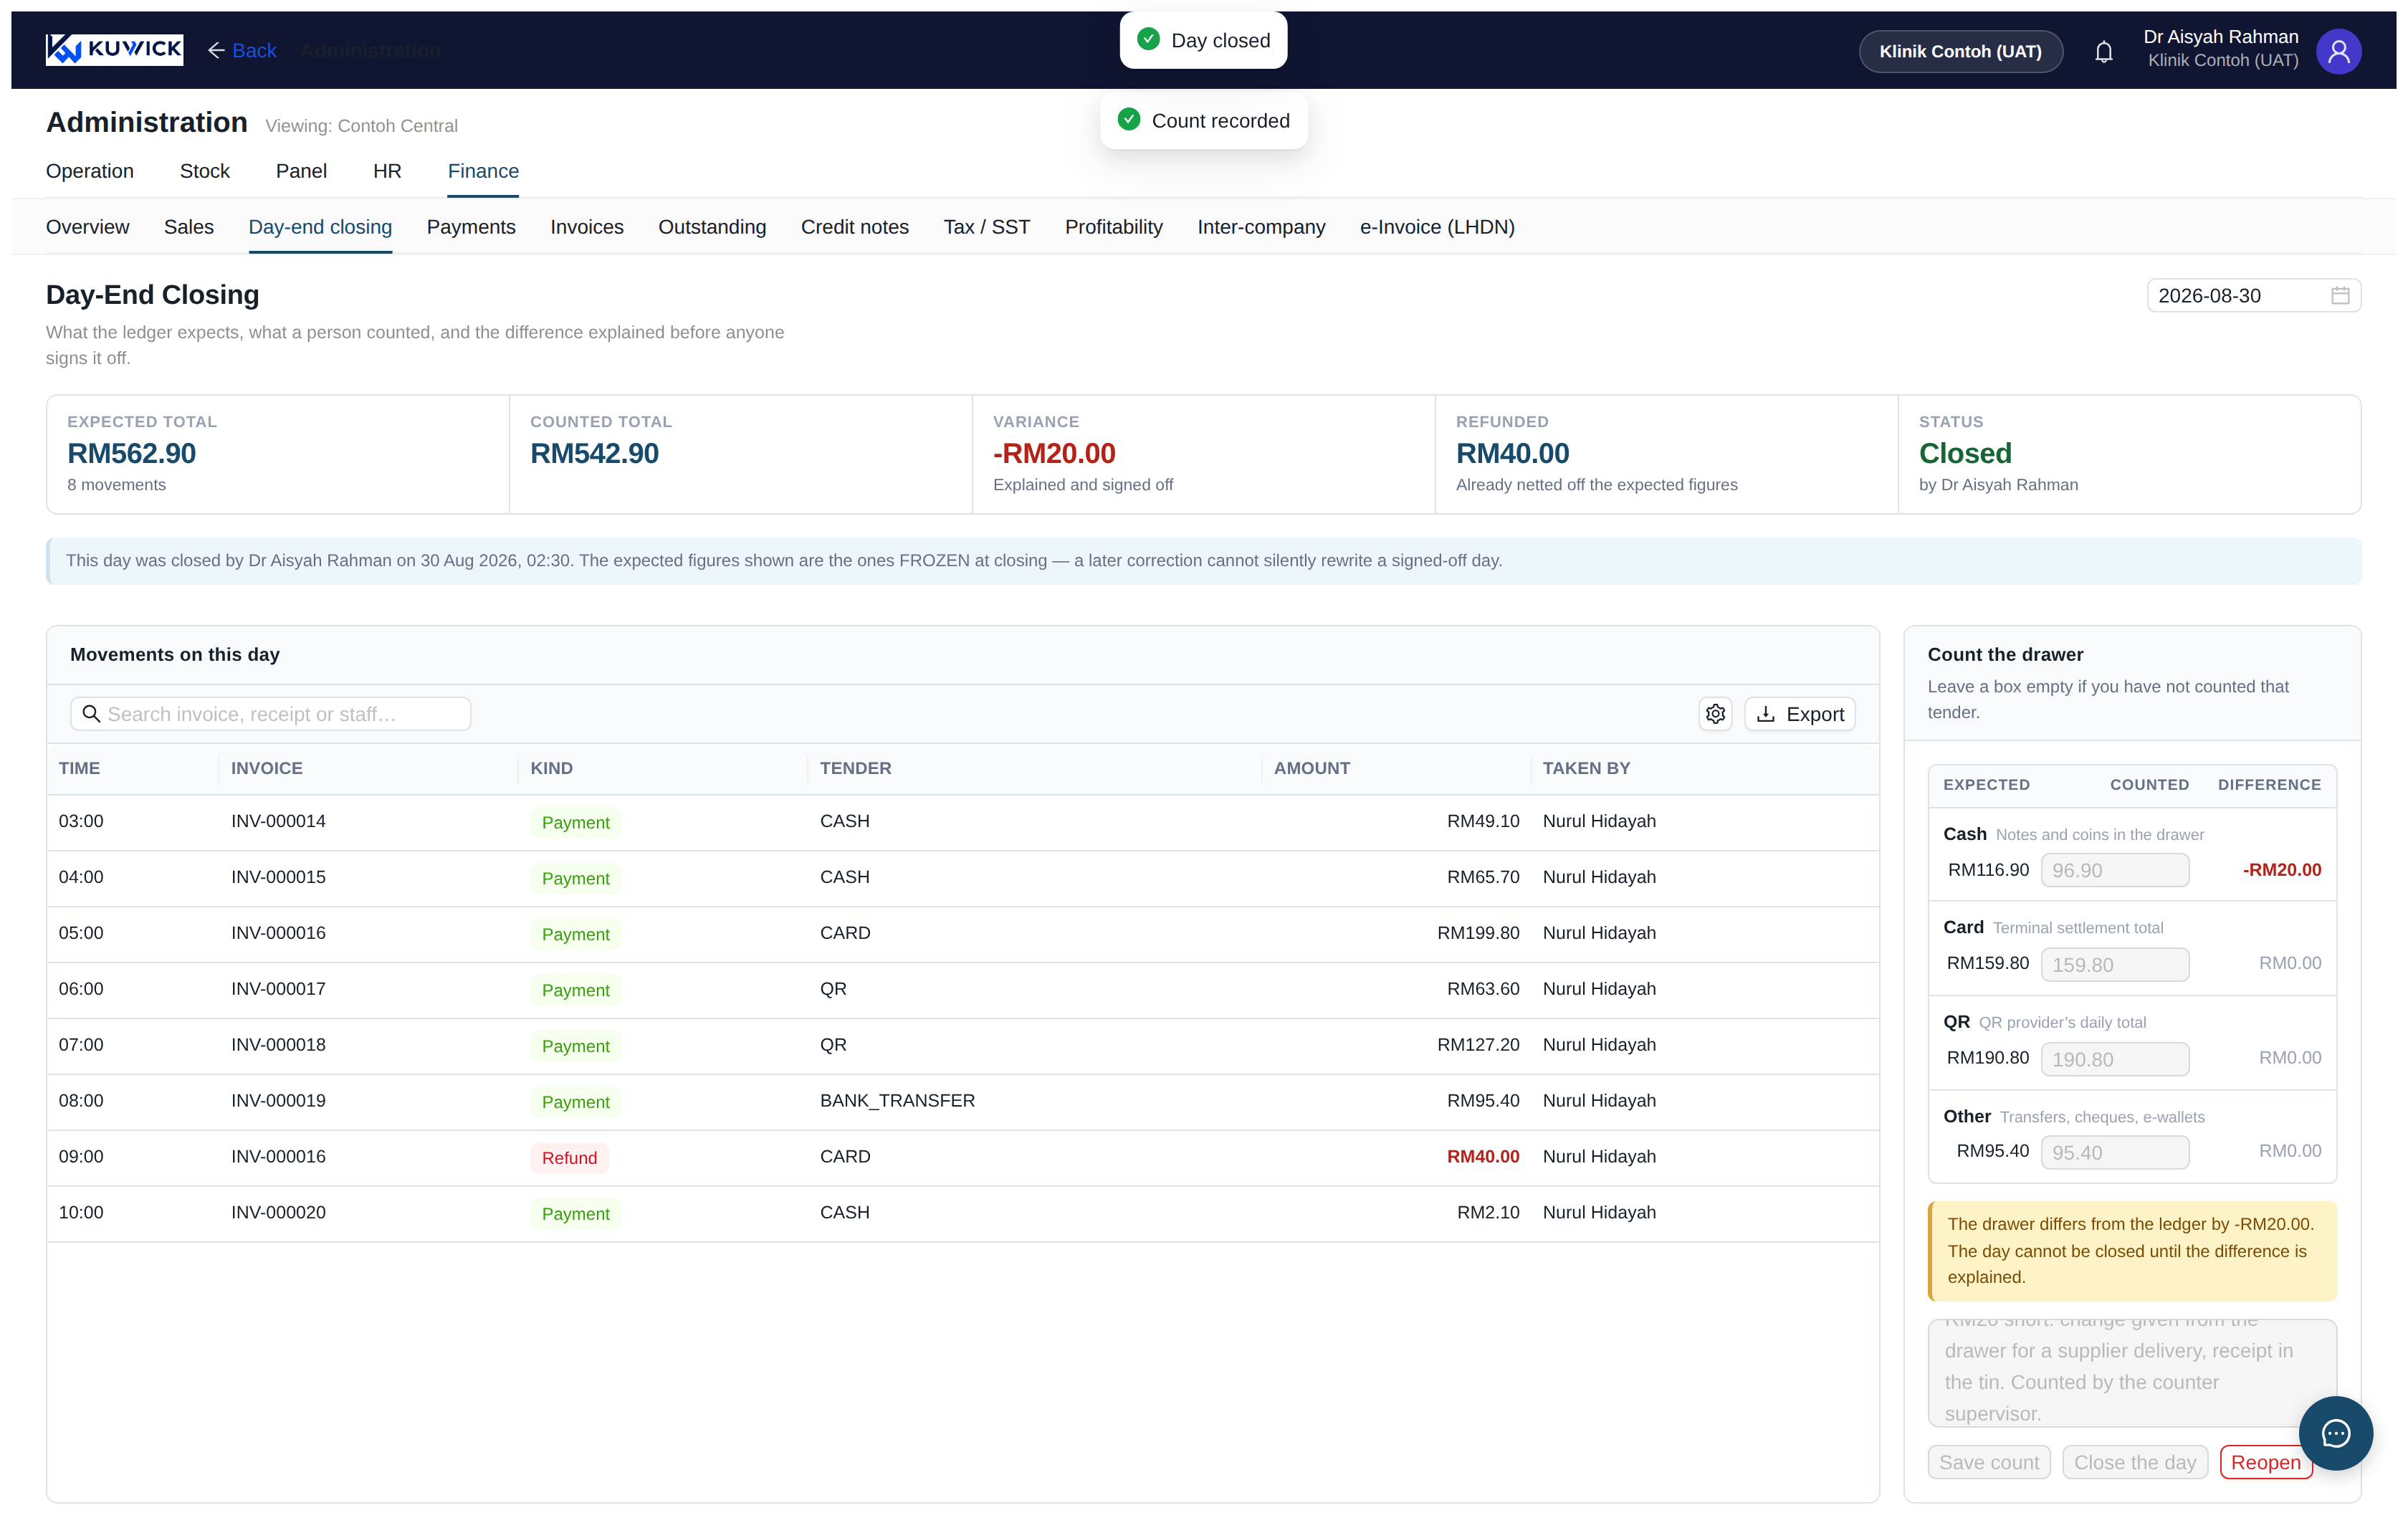 KUWICK
Back
Administration
Day closed
Klinik Contoh (UAT)
Dr Aisyah Rahman
Klinik Contoh (UAT)
Administration Viewing: Contoh Central
Count recorded
Operation Stock Panel HR Finance
Overview Sales Day-end closing Payments Invoices Outstanding Credit notes Tax / SST Profitability Inter-company e-Invoice (LHDN)
Day-End Closing
2026-08-30
What the ledger expects, what a person counted, and the difference explained before anyone
signs it off.
EXPECTED TOTAL
RM562.90
8 movements
COUNTED TOTAL
RM542.90
VARIANCE
-RM20.00
Explained and signed off
REFUNDED
RM40.00
Already netted off the expected figures
STATUS
Closed
by Dr Aisyah Rahman
This day was closed by Dr Aisyah Rahman on 30 Aug 2026, 02:30. The expected figures shown are the ones FROZEN at closing — a later correction cannot silently rewrite a signed-off day.
Movements on this day
Search invoice, receipt or staff…
Export
TIME INVOICE KIND TENDER AMOUNT TAKEN BY
03:00 INV-000014 Payment CASH RM49.10 Nurul Hidayah
04:00 INV-000015 Payment CASH RM65.70 Nurul Hidayah
05:00 INV-000016 Payment CARD RM199.80 Nurul Hidayah
06:00 INV-000017 Payment QR RM63.60 Nurul Hidayah
07:00 INV-000018 Payment QR RM127.20 Nurul Hidayah
08:00 INV-000019 Payment BANK_TRANSFER RM95.40 Nurul Hidayah
09:00 INV-000016 Refund CARD RM40.00 Nurul Hidayah
10:00 INV-000020 Payment CASH RM2.10 Nurul Hidayah
Count the drawer
Leave a box empty if you have not counted that
tender.
EXPECTED COUNTED DIFFERENCE
Cash Notes and coins in the drawer
RM116.90 96.90 -RM20.00
Card Terminal settlement total
RM159.80 159.80 RM0.00
QR QR provider’s daily total
RM190.80 190.80 RM0.00
Other Transfers, cheques, e-wallets
RM95.40 95.40 RM0.00
The drawer differs from the ledger by -RM20.00.
The day cannot be closed until the difference is
explained.
RM20 short: change given from the
drawer for a supplier delivery, receipt in
the tin. Counted by the counter
supervisor.
Save count Close the day Reopen